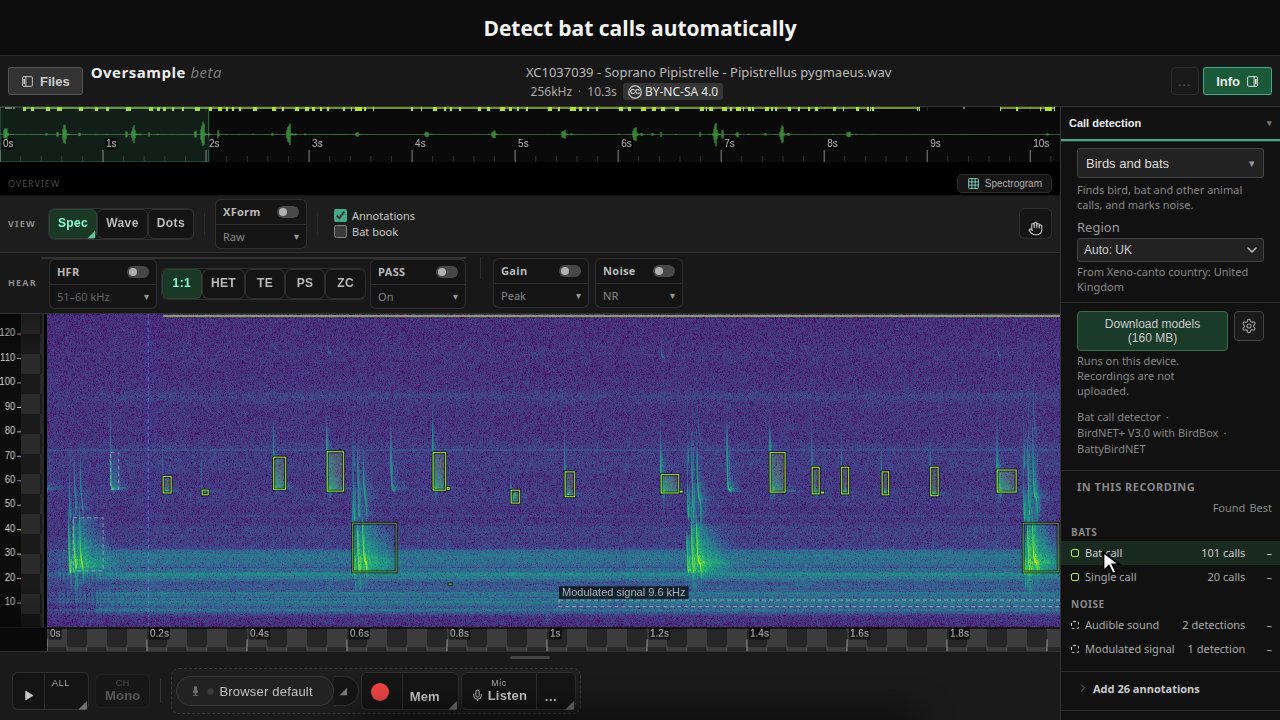 Detect bat calls automatically
Files
Oversample beta
XC1037039 - Soprano Pipistrelle - Pipistrellus pygmaeus.wav
256kHz · 10.3s CC BY-NC-SA 4.0
...
Info
0s 1s 2s 3s 4s 5s 6s 7s 8s 9s 10s
OVERVIEW
Spectrogram
VIEW
Spec Wave Dots
XForm
Raw
Annotations
Bat book
HEAR
HFR
51–60 kHz
1:1 HET TE PS ZC
PASS
On
Gain
Peak
Noise
NR
120
110
100
90
80
70
60
50
40
30
20
10
Modulated signal 9.6 kHz
0s 0.2s 0.4s 0.6s 0.8s 1s 1.2s 1.4s 1.6s 1.8s
ALL
CH
Mono
Browser default
Mem
Mic
Listen
...
Call detection
Birds and bats
Finds bird, bat and other animal
calls, and marks noise.
Region
Auto: UK
From Xeno-canto country: United
Kingdom
Download models
(160 MB)
Runs on this device.
Recordings are not
uploaded.
Bat call detector ·
BirdNET+ V3.0 with BirdBox ·
BattyBirdNET
IN THIS RECORDING
Found Best
BATS
Bat call 101 calls –
Single call 20 calls –
NOISE
Audible sound 2 detections –
Modulated signal 1 detection –
Add 26 annotations